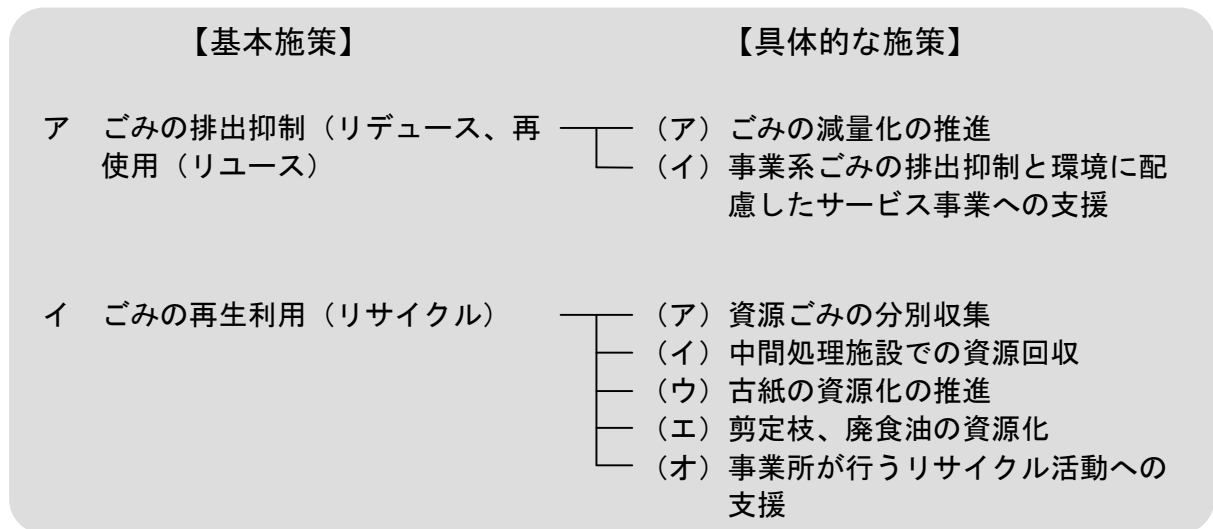 【基本施策】 【具体的な施策】
ア ごみの排出抑制（リデュース、再
使用（リユース）
（ア）ごみの減量化の推進
（イ）事業系ごみの排出抑制と環境に配
慮したサービス事業への支援
イ ごみの再生利用（リサイクル）
（ア）資源ごみの分別収集
（イ）中間処理施設での資源回収
（ウ）古紙の資源化の推進
（エ）剪定枝、廃食油の資源化
（オ）事業所が行うリサイクル活動への
支援